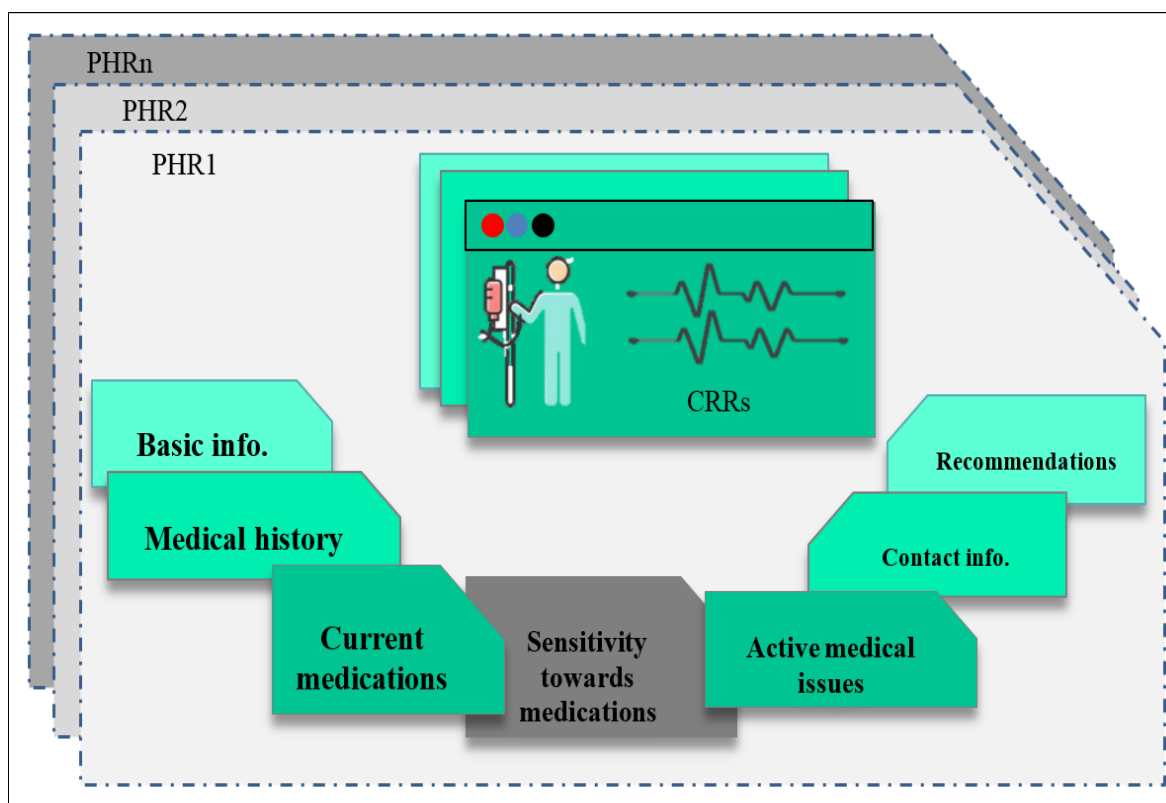 PHRn
PHR2
PHR1
CRRs
Basic info.
Medical history
Current
medications
Sensitivity
towards
medications
Active medical
issues
Contact info.
Recommendations